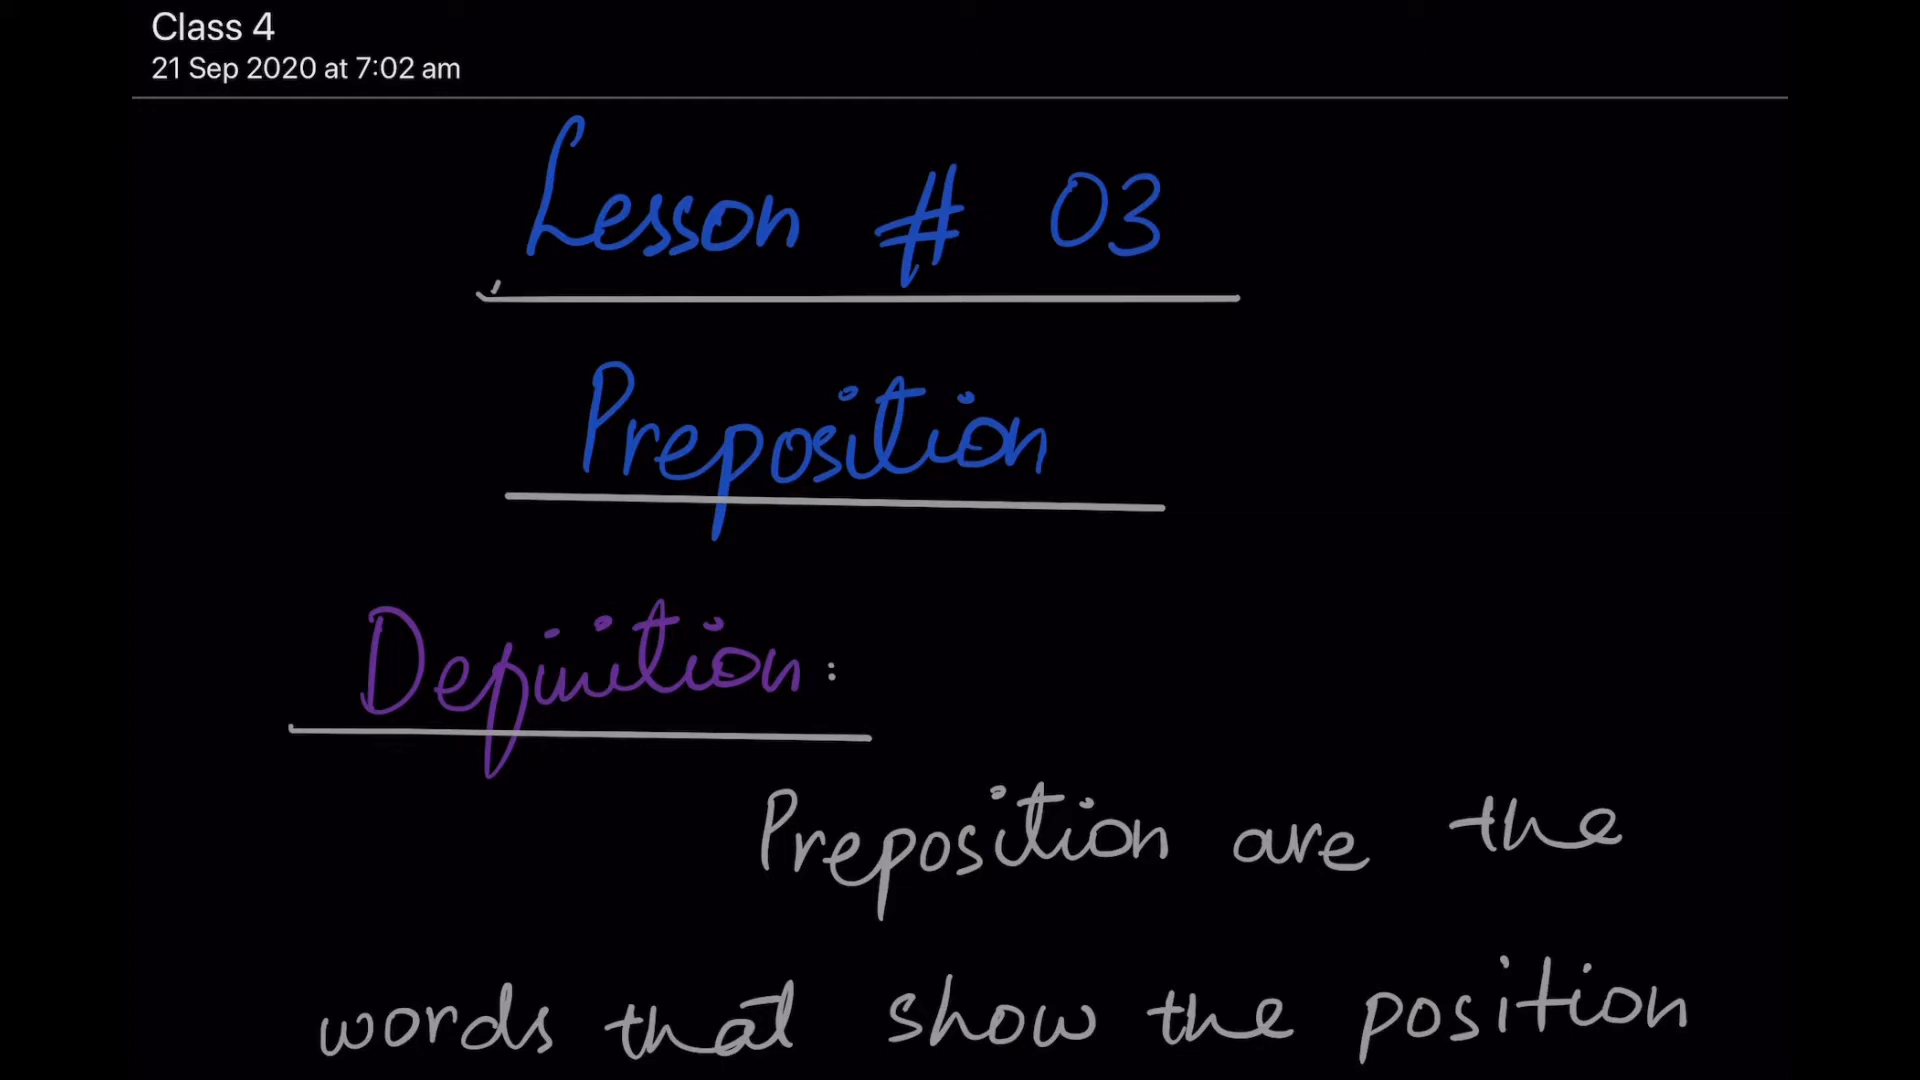 Class 4
21 Sep 2020 at 7:02 am
Lesson # 03
Preposition
Definition:
Preposition are the
words that show the position